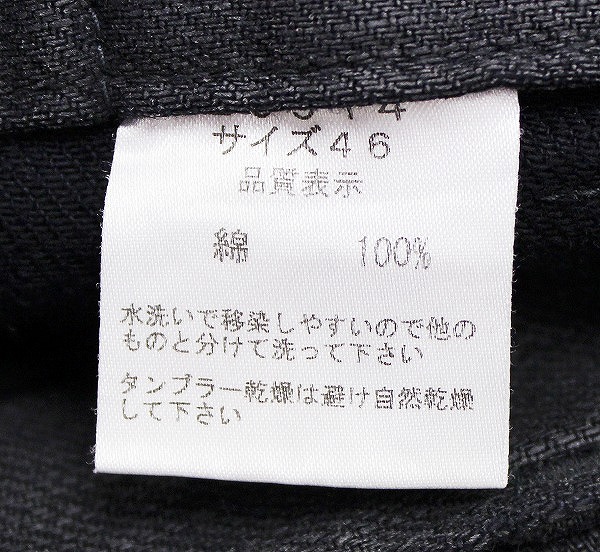 サイズ46
品質表示
綿 100%
水洗いで移染しやすいので他の
ものと分けて洗って下さい
タンブラー乾燥は避け自然乾燥
して下さい